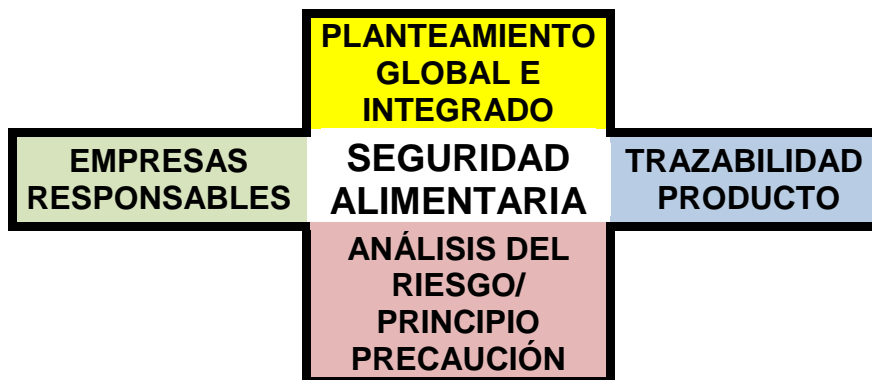 PLANTEAMIENTO
GLOBAL E
INTEGRADO
EMPRESAS
RESPONSABLES
SEGURIDAD
ALIMENTARIA
TRAZABILIDAD
PRODUCTO
ANÁLISIS DEL
RIESGO/
PRINCIPIO
PRECAUCIÓN